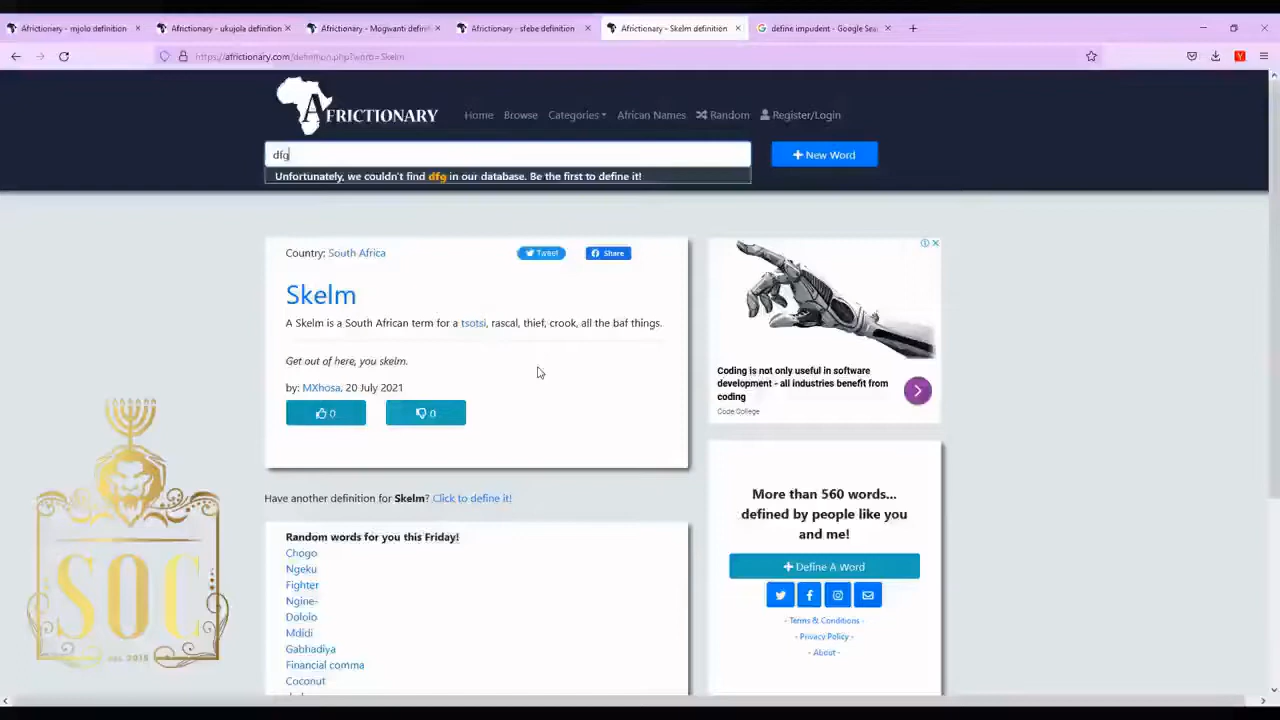 Africtionary - mjolo definition
Africtionary - ukujola definition
Africtionary - Mogwanti definiti
Africtionary - sfebe definition
Africtionary - Skelm definition
define impudent - Google Sea
https://africtionary.com/definition.php?word=Skelm
AFRICTIONARY
Home Browse Categories African Names Random Register/Login
dfg
New Word
Unfortunately, we couldn't find dfg in our database. Be the first to define it!
Country: South Africa
Tweet
Share
Skelm
A Skelm is a South African term for a tsotsi, rascal, thief, crook, all the baf things.
Get out of here, you skelm.
by: MXhosa, 20 July 2021
0
0
Have another definition for Skelm? Click to define it!
Random words for you this Friday!
Chogo
Ngeku
Fighter
Ngine-
Dololo
Mdidi
Gabhadiya
Financial comma
Coconut
Coding is not only useful in software
development - all industries benefit from
coding
Code College
More than 560 words...
defined by people like you
and me!
Define A Word
- Terms & Conditions -
- Privacy Policy -
- About -
SOC
EST. 2015